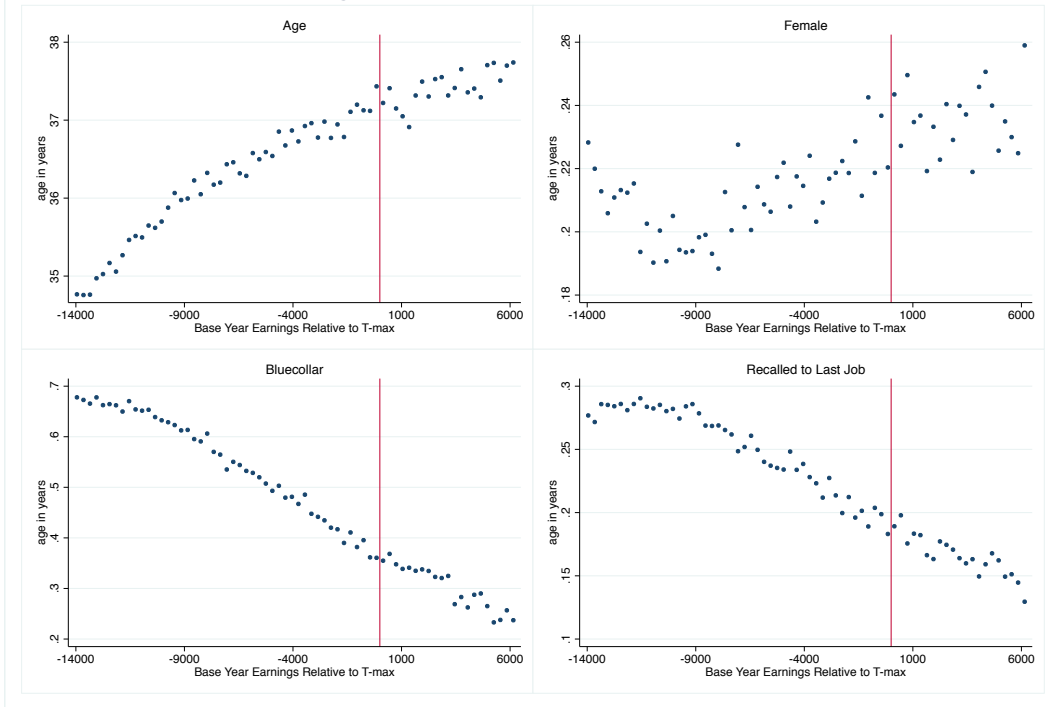 Age
38
37
36
35
age in years
-14000 -9000 -4000 1000 6000
Base Year Earnings Relative to T-max
Female
.26
.24
.22
.2
.18
age in years
-14000 -9000 -4000 1000 6000
Base Year Earnings Relative to T-max
Bluecollar
.7
.6
.5
.4
.3
.2
age in years
-14000 -9000 -4000 1000 6000
Base Year Earnings Relative to T-max
Recalled to Last Job
.3
.25
.2
.15
.1
age in years
-14000 -9000 -4000 1000 6000
Base Year Earnings Relative to T-max